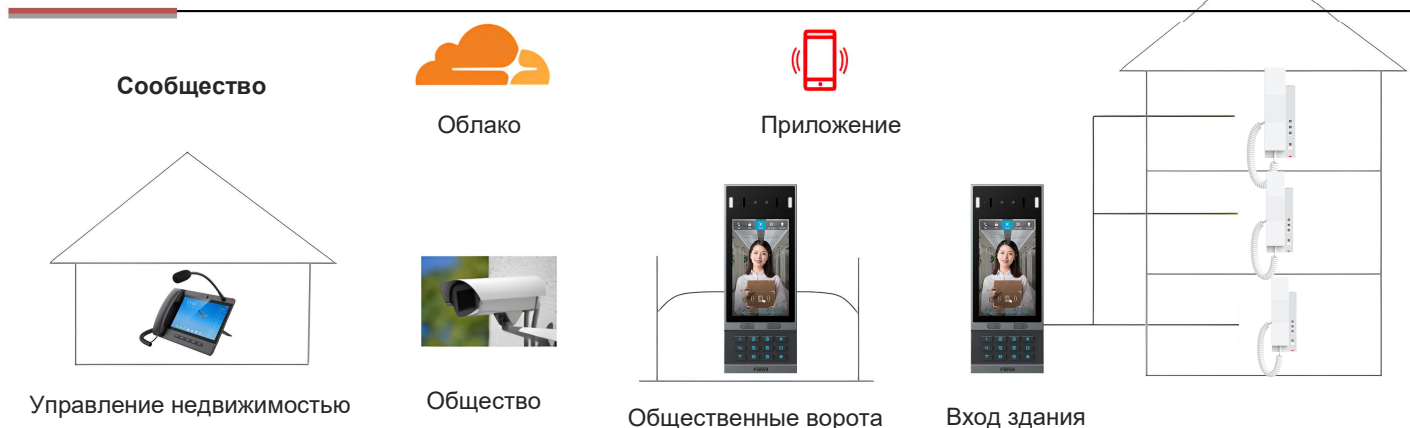 Сообщество
Облако
Приложение
Управление недвижимостью
Общество
Общественные ворота
Вход здания